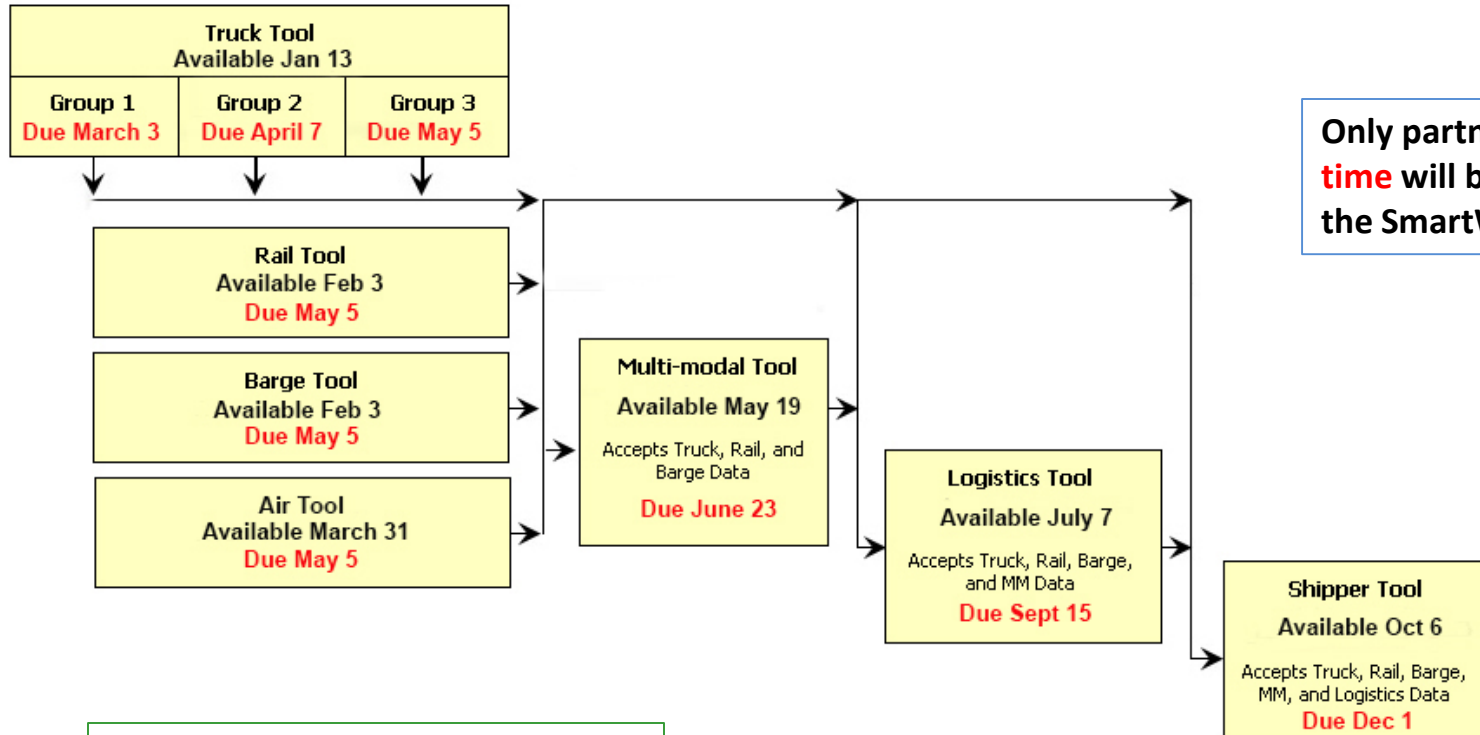 Truck Tool
Available Jan 13
Group 1
Due March 3
Group 2
Due April 7
Group 3
Due May 5
Only partn
time will b
the Smart
Rail Tool
Available Feb 3
Due May 5
Barge Tool
Available Feb 3
Due May 5
Air Tool
Available March 31
Due May 5
Multi-modal Tool
Available May 19
Accepts Truck, Rail, and
Barge Data
Due June 23
Logistics Tool
Available July 7
Accepts Truck, Rail, Barge,
and MM Data
Due Sept 15
Shipper Tool
Available Oct 6
Accepts Truck, Rail, Barge,
MM, and Logistics Data
Due Dec 1